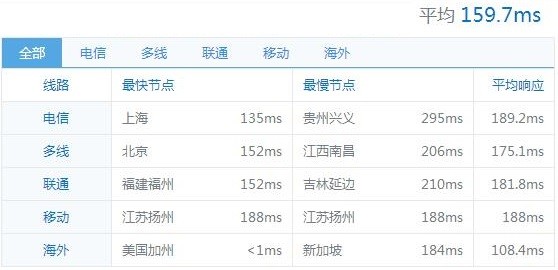 平均 159.7ms
全部 电信 多线 联通 移动 海外
线路 最快节点 最慢节点 平均响应
电信 上海 135ms 贵州兴义 295ms 189.2ms
多线 北京 152ms 江西南昌 206ms 175.1ms
联通 福建福州 152ms 吉林延边 210ms 181.8ms
移动 江苏扬州 188ms 江苏扬州 188ms 188ms
海外 美国加州 <1ms 新加坡 184ms 108.4ms